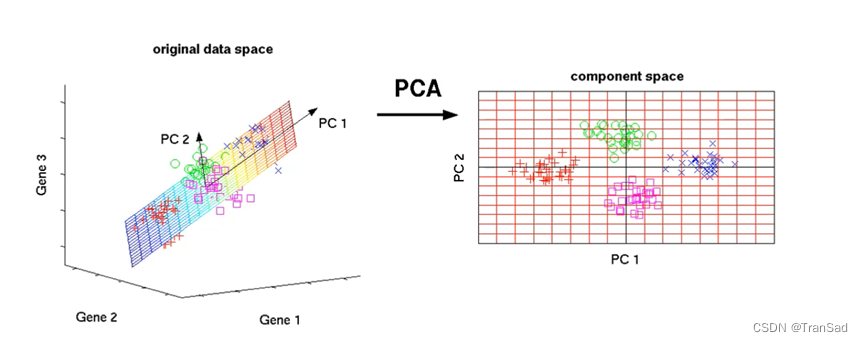 original data space
PC 2
PC 1
Gene 3
Gene 2
Gene 1
PCA
component space
PC 2
PC 1
CSDN @TranSad